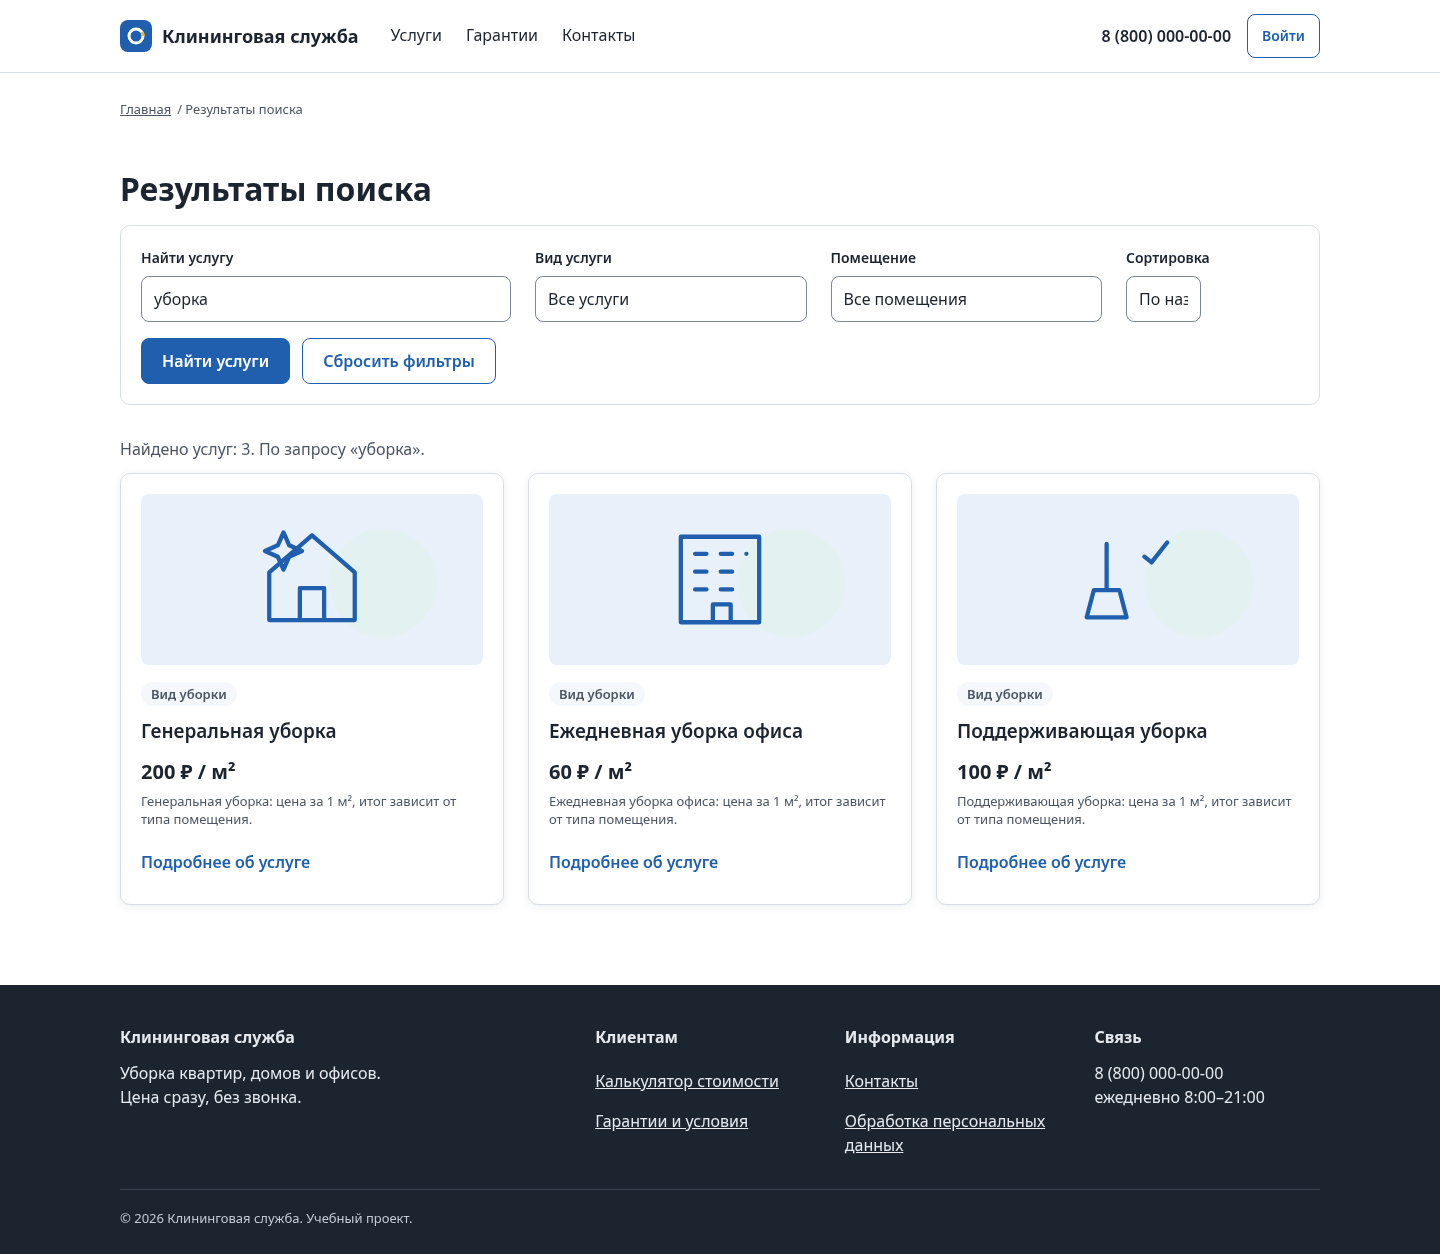 Клининговая служба
Услуги
Гарантии
Контакты
8 (800) 000-00-00
Войти
Главная / Результаты поиска
Результаты поиска
Найти услугу
Вид услуги
Помещение
Сортировка
уборка
Все услуги
Все помещения
По наз
Найти услуги
Сбросить фильтры
Найдено услуг: 3. По запросу «уборка».
Вид уборки
Генеральная уборка
200 ₽ / м²
Генеральная уборка: цена за 1 м², итог зависит от
типа помещения.
Подробнее об услуге
Вид уборки
Ежедневная уборка офиса
60 ₽ / м²
Ежедневная уборка офиса: цена за 1 м², итог зависит
от типа помещения.
Подробнее об услуге
Вид уборки
Поддерживающая уборка
100 ₽ / м²
Поддерживающая уборка: цена за 1 м², итог зависит
от типа помещения.
Подробнее об услуге
Клининговая служба
Уборка квартир, домов и офисов.
Цена сразу, без звонка.
Клиентам
Калькулятор стоимости
Гарантии и условия
Информация
Контакты
Обработка персональных
данных
Связь
8 (800) 000-00-00
ежедневно 8:00–21:00
© 2026 Клининговая служба. Учебный проект.